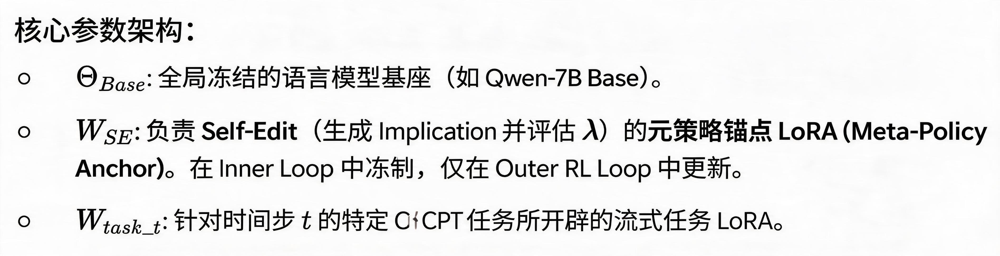 核心参数架构：
Θ_Base: 全局冻结的语言模型基座（如 Qwen-7B Base）。
W_SE: 负责 Self-Edit（生成 Implication 并评估 λ）的元策略锚点 LoRA (Meta-Policy
Anchor)。在 Inner Loop 中冻制，仅在 Outer RL Loop 中更新。
W_task_t: 针对时间步 t 的特定 CPT 任务所开辟的流式任务 LoRA。